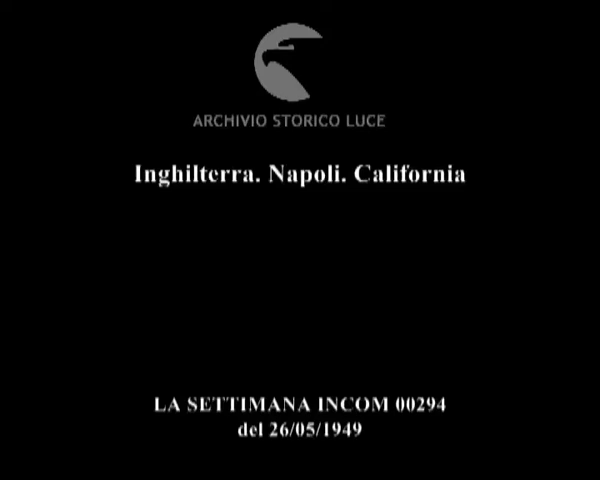 ARCHIVIO STORICO LUCE
Inghilterra. Napoli. California
LA SETTIMANA INCOM 00294
del 26/05/1949